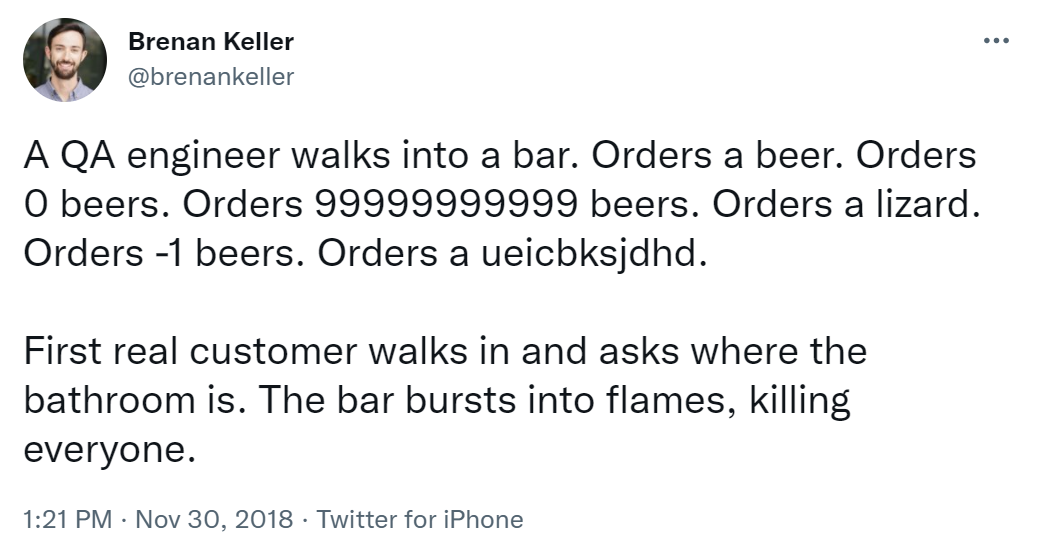 Brenan Keller
@brenankeller
A QA engineer walks into a bar. Orders a beer. Orders
0 beers. Orders 99999999999 beers. Orders a lizard.
Orders -1 beers. Orders a ueicbksjdhd.
First real customer walks in and asks where the
bathroom is. The bar bursts into flames, killing
everyone.
1:21 PM · Nov 30, 2018 · Twitter for iPhone